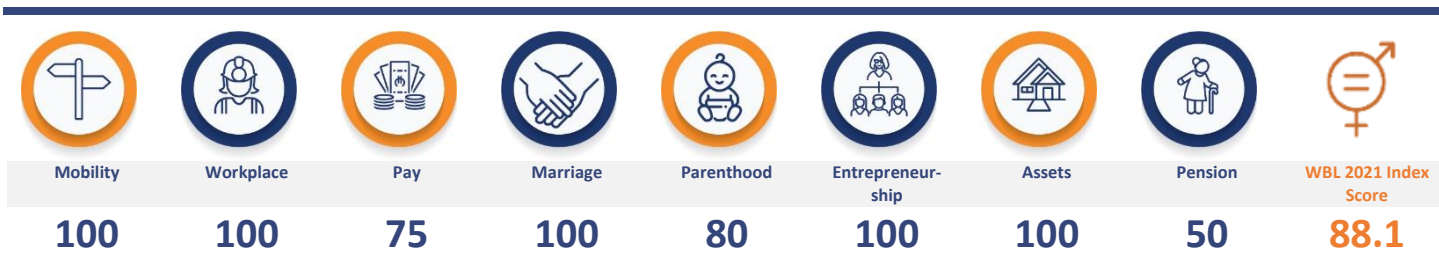 Mobility Workplace Pay Marriage Parenthood Entrepreneur-ship Assets Pension WBL 2021 Index Score
100 100 75 100 80 100 100 50 88.1